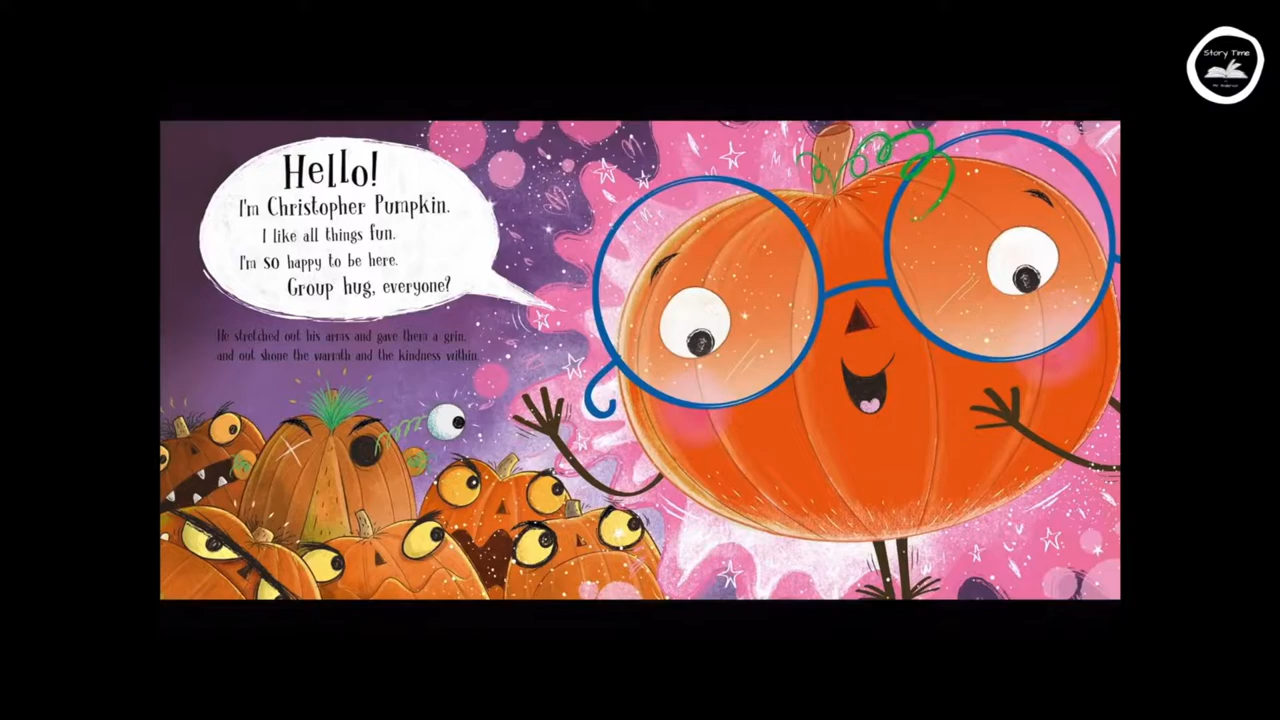 Hello!
I'm Christopher Pumpkin.
I like all things fun.
I'm so happy to be here.
Group hug, everyone?
He stretched out his arms and gave them a grin,
and out shone the warmth and the kindness within.
Story Time